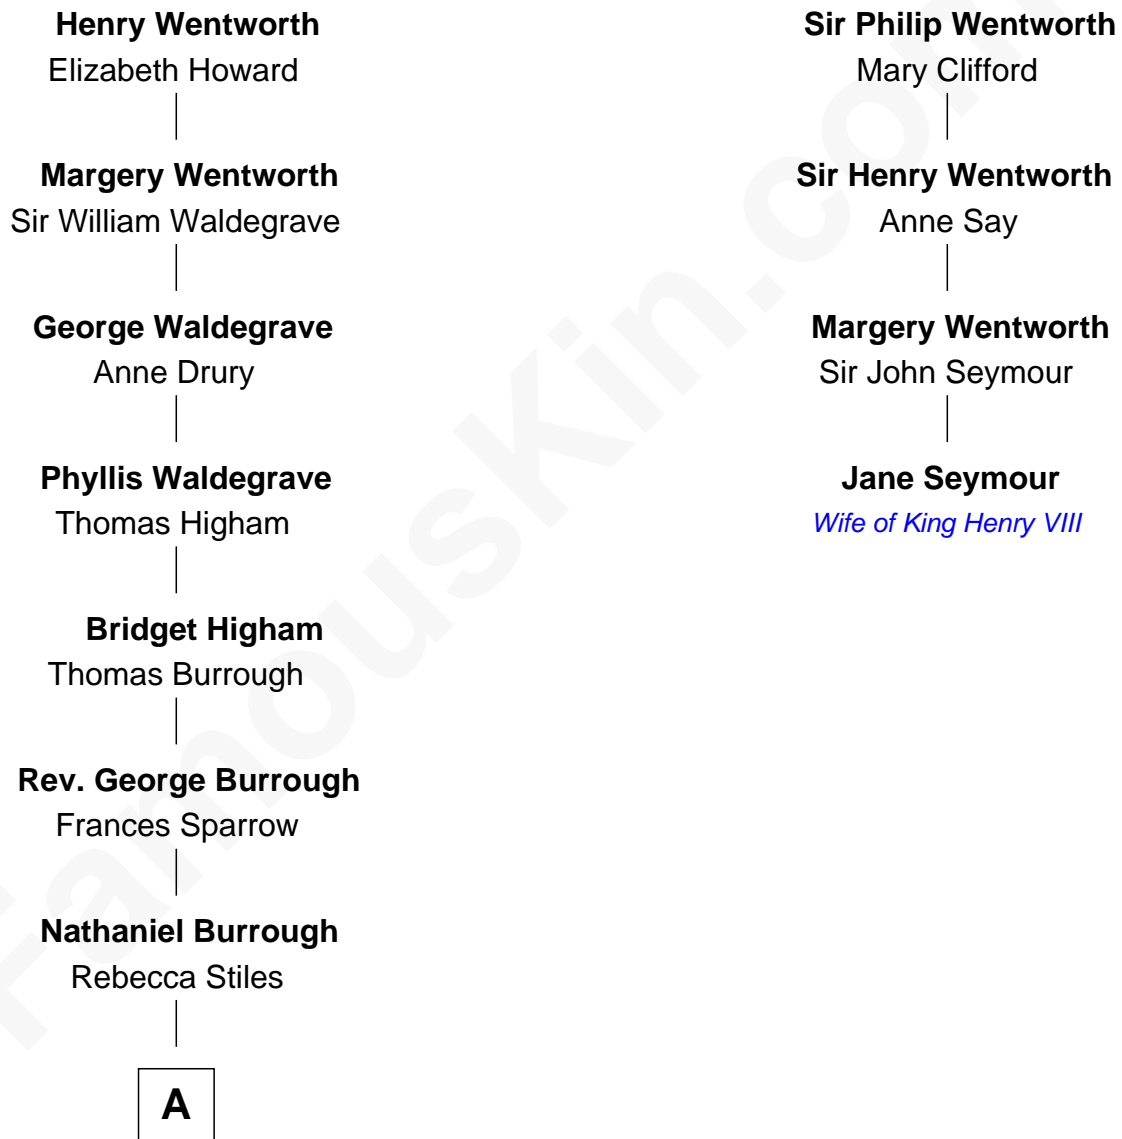 Henry Wentworth
Elizabeth Howard
Margery Wentworth
Sir William Waldegrave
George Waldegrave
Anne Drury
Phyllis Waldegrave
Thomas Higham
Bridget Higham
Thomas Burrough
Rev. George Burrough
Frances Sparrow
Nathaniel Burrough
Rebecca Stiles
A
Sir Philip Wentworth
Mary Clifford
Sir Henry Wentworth
Anne Say
Margery Wentworth
Sir John Seymour
Jane Seymour
Wife of King Henry VIII
FamousKin.com